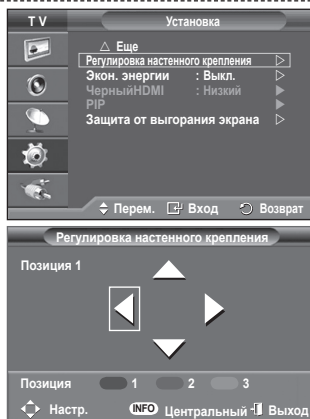 T V
Установка
△ Еще
Регулировка настенного крепления ▷
Экон. энергии : Выкл. ▷
ЧерныйHDMI : Низкий ▶
PIP ▶
Защита от выгорания экрана ▷
Перем. Вход Возврат
Регулировка настенного крепления
Позиция 1
Позиция 1 2 3
Настр. INFO Центральный Выход